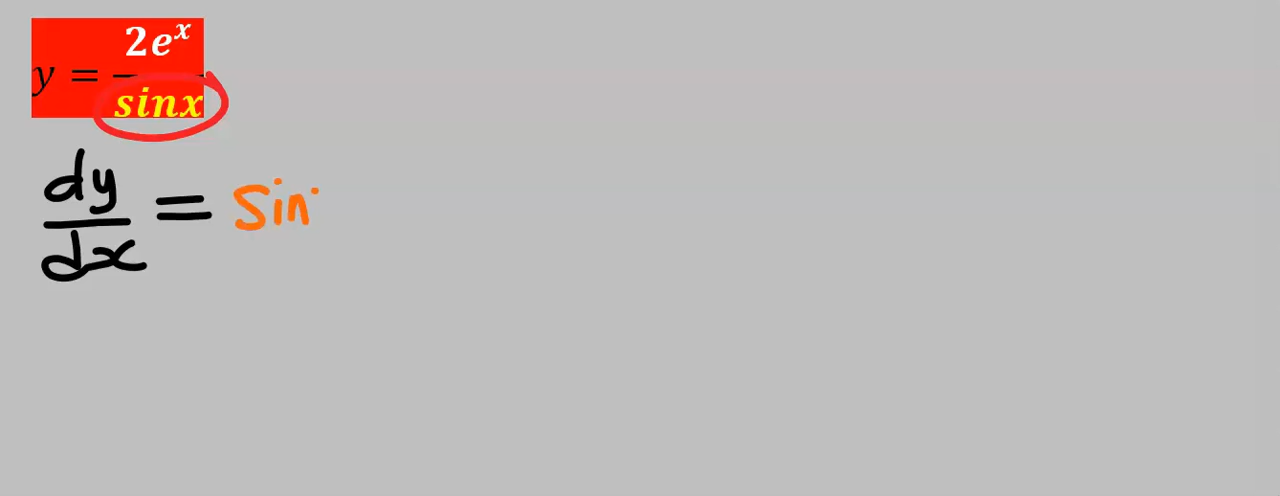 y = 2e^x / sinx
dy/dx = sin